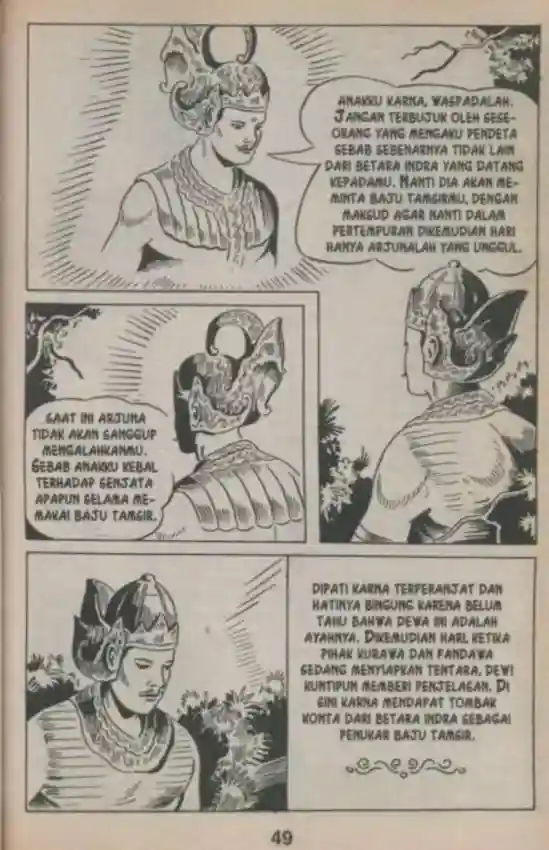 ANAKKU KARNA, WASPADALAH.
JANGAN TERBUJUK OLEH SESE-
ORANG YANG MENGAKU PENDETA
SEBAB SEBENARNYA TIDAK LAIN
DARI BETARA INDRA YANG DATANG
KEPADAMU. NANTI DIA AKAN ME-
MINTA BAJU TAMSIRMU, DENGAN
MAKSUD AGAR NANTI DALAM
PERTEMPURAN DIKEMUDIAN HARI
HANYA ARJUNALAH YANG UNGGUL.
SAAT INI ARJUNA
TIDAK AKAN SANGGUP
MENGALAHKANMU.
SEBAB ANAKKU KEBAL
TERHADAP SENJATA
APAPUN SELAMA ME-
MAKAI BAJU TAMSIR.
DIPATI KARNA TERPERANJAT DAN
HATINYA BINGUNG KARENA BELUM
TAHU BAHWA DEWA INI ADALAH
AYAHNYA. DIKEMUDIAN HARI, KETIKA
PIHAK KURAWA DAN PANDAWA
SEDANG MENYIAPKAN TENTARA, DEWI
KUNTIPUN MEMBERI PENJELASAN. DI
SINI KARNA MENDAPAT TOMBAK
KONTA DARI BETARA INDRA SEBAGAI
PENUKAR BAJU TAMSIR.
49